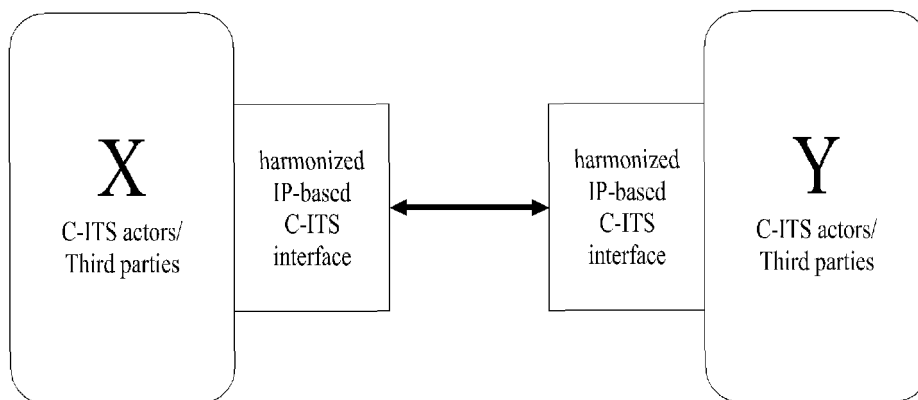 X
C-ITS actors/
Third parties
harmonized
IP-based
C-ITS
interface
harmonized
IP-based
C-ITS
interface
Y
C-ITS actors/
Third parties